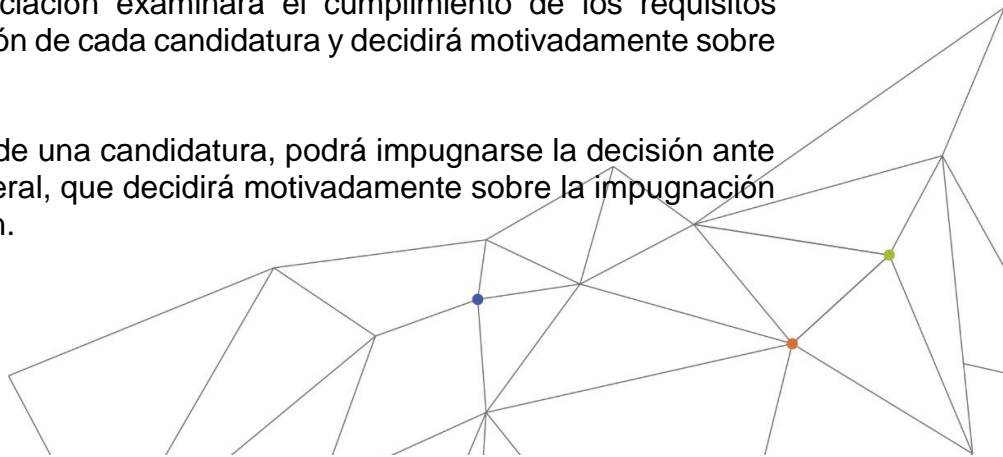 ciación examinará el cumplimiento de los requisitos
ón de cada candidatura y decidirá motivadamente sobre
de una candidatura, podrá impugnarse la decisión ante
eral, que decidirá motivadamente sobre la impugnación
n.